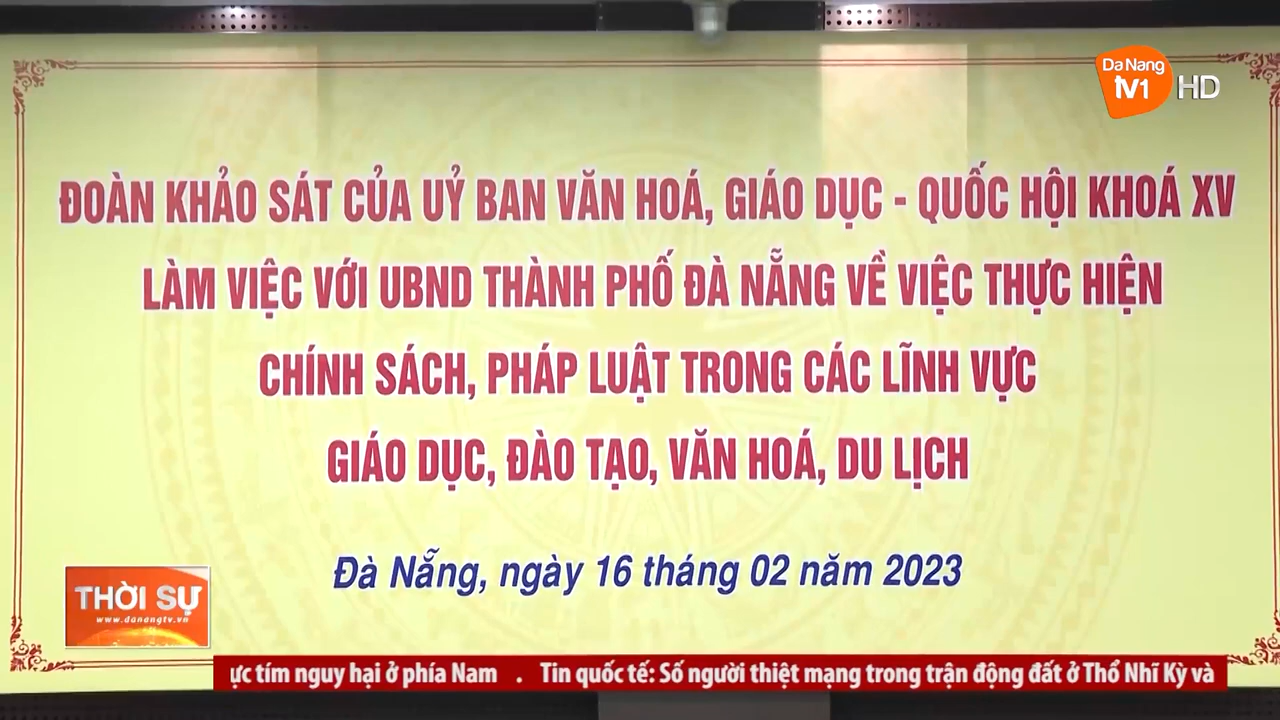 Da Nang
TV1 HD
ĐOÀN KHẢO SÁT CỦA UỶ BAN VĂN HOÁ, GIÁO DỤC - QUỐC HỘI KHOÁ XV
LÀM VIỆC VỚI UBND THÀNH PHỐ ĐÀ NẴNG VỀ VIỆC THỰC HIỆN
CHÍNH SÁCH, PHÁP LUẬT TRONG CÁC LĨNH VỰC
GIÁO DỤC, ĐÀO TẠO, VĂN HOÁ, DU LỊCH
Đà Nẵng, ngày 16 tháng 02 năm 2023
THỜI SỰ
www.danangtv.vn
ực tím nguy hại ở phía Nam . Tin quốc tế: Số người thiệt mạng trong trận động đất ở Thổ Nhĩ Kỳ và